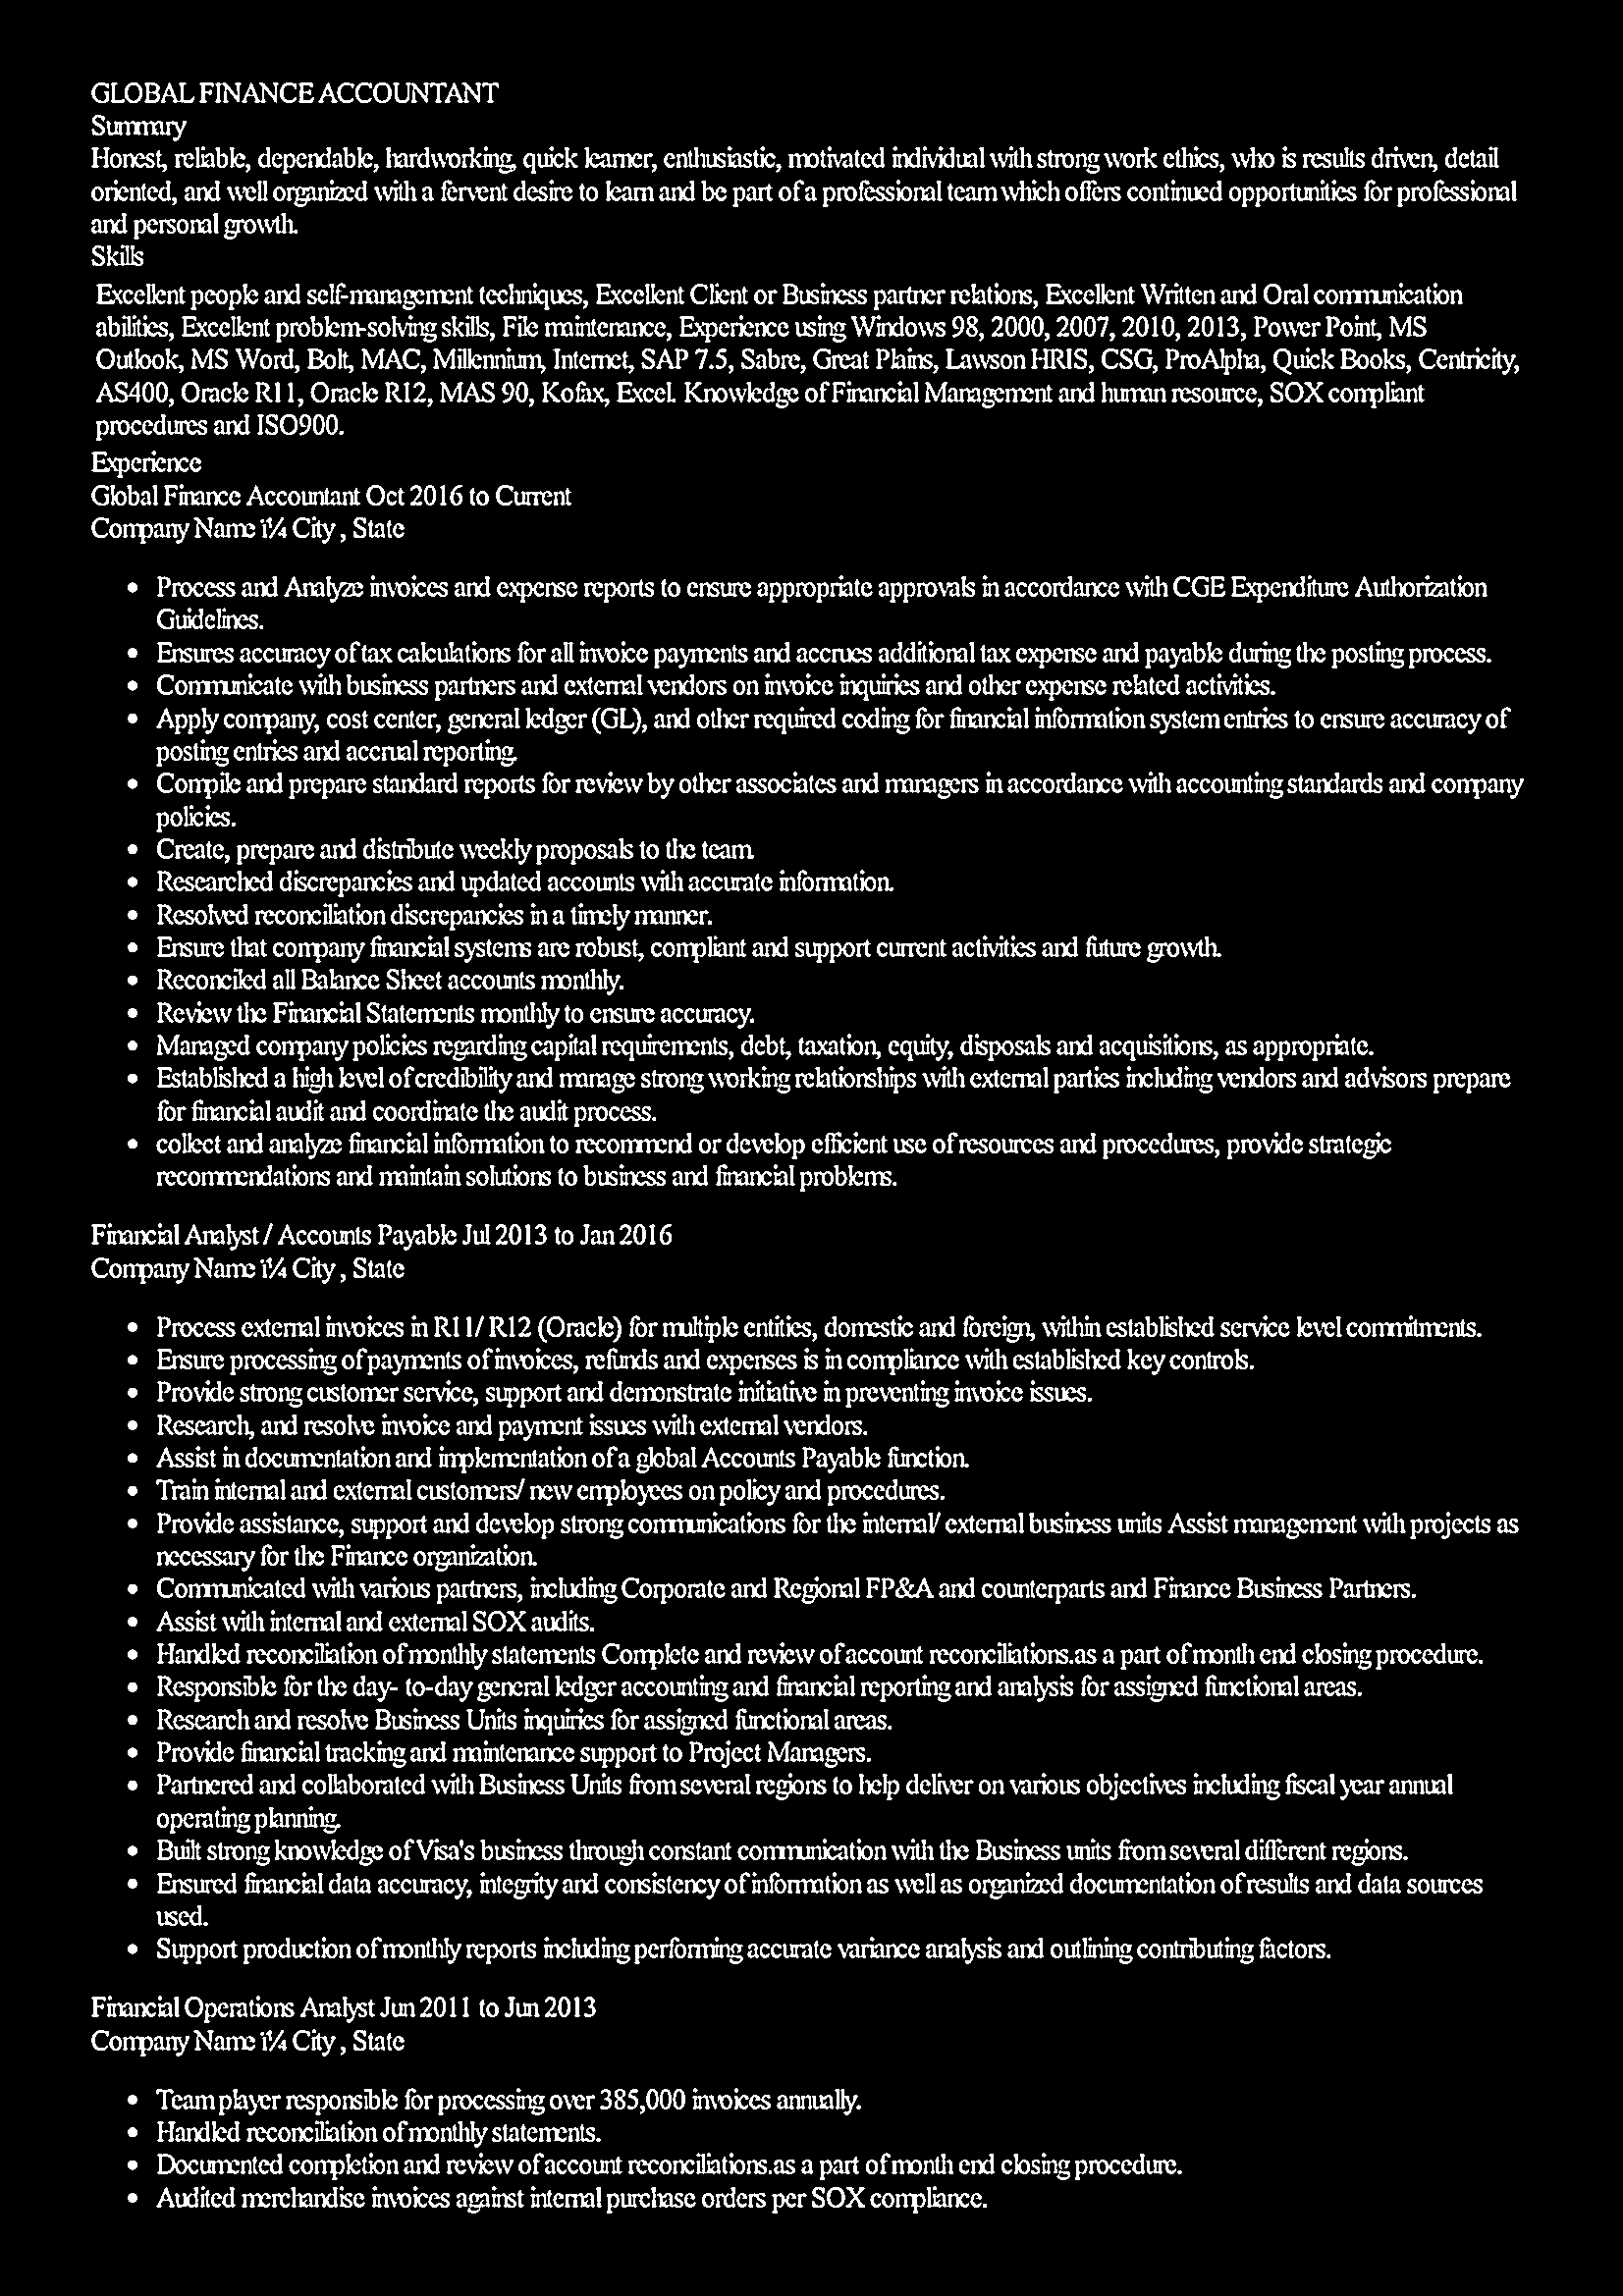 GLOBAL FINANCE ACCOUNTANT
Summary
Honest, reliable, dependable, hardworking, quick learner, enthusiastic, motivated individual with strong work ethics, who is results driven, detail
oriented, and well organized with a fervent desire to learn and be part of a professional team which offers continued opportunities for professional
and personal growth.
Skills
Excellent people and self-management techniques, Excellent Client or Business partner relations, Excellent Written and Oral communication
abilities, Excellent problem-solving skills, File maintenance, Experience using Windows 98, 2000, 2007, 2010, 2013, Power Point, MS
Outlook, MS Word, Bolt, MAC, Millennium, Internet, SAP 7.5, Sabre, Great Plains, Lawson HRIS, CSG, ProAlpha, Quick Books, Centricity,
AS400, Oracle R11, Oracle R12, MAS 90, Kofax, Excel. Knowledge of Financial Management and human resource, SOX compliant
procedures and ISO900.
Experience
Global Finance Accountant Oct 2016 to Current
Company Name ï¼ City , State
• Process and Analyze invoices and expense reports to ensure appropriate approvals in accordance with CGE Expenditure Authorization
Guidelines.
• Ensures accuracy of tax calculations for all invoice payments and accrues additional tax expense and payable during the posting process.
• Communicate with business partners and external vendors on invoice inquiries and other expense related activities.
• Apply company, cost center, general ledger (GL), and other required coding for financial information system entries to ensure accuracy of
posting entries and accrual reporting.
• Compile and prepare standard reports for review by other associates and managers in accordance with accounting standards and company
policies.
• Create, prepare and distribute weekly proposals to the team.
• Researched discrepancies and updated accounts with accurate information.
• Resolved reconciliation discrepancies in a timely manner.
• Ensure that company financial systems are robust, compliant and support current activities and future growth.
• Reconciled all Balance Sheet accounts monthly.
• Review the Financial Statements monthly to ensure accuracy.
• Managed company policies regarding capital requirements, debt, taxation, equity, disposals and acquisitions, as appropriate.
• Established a high level of credibility and manage strong working relationships with external parties including vendors and advisors prepare
for financial audit and coordinate the audit process.
• collect and analyze financial information to recommend or develop efficient use of resources and procedures, provide strategic
recommendations and maintain solutions to business and financial problems.
Financial Analyst / Accounts Payable Jul 2013 to Jan 2016
Company Name ï¼ City , State
• Process external invoices in R11/ R12 (Oracle) for multiple entities, domestic and foreign, within established service level commitments.
• Ensure processing of payments of invoices, refunds and expenses is in compliance with established key controls.
• Provide strong customer service, support and demonstrate initiative in preventing invoice issues.
• Research, and resolve invoice and payment issues with external vendors.
• Assist in documentation and implementation of a global Accounts Payable function.
• Train internal and external customers/ new employees on policy and procedures.
• Provide assistance, support and develop strong communications for the internal/ external business units Assist management with projects as
necessary for the Finance organization.
• Communicated with various partners, including Corporate and Regional FP&A and counterparts and Finance Business Partners.
• Assist with internal and external SOX audits.
• Handled reconciliation of monthly statements Complete and review of account reconciliations.as a part of month end closing procedure.
• Responsible for the day- to-day general ledger accounting and financial reporting and analysis for assigned functional areas.
• Research and resolve Business Units inquiries for assigned functional areas.
• Provide financial tracking and maintenance support to Project Managers.
• Partnered and collaborated with Business Units from several regions to help deliver on various objectives including fiscal year annual
operating planning.
• Built strong knowledge of Visa's business through constant communication with the Business units from several different regions.
• Ensured financial data accuracy, integrity and consistency of information as well as organized documentation of results and data sources
used.
• Support production of monthly reports including performing accurate variance analysis and outlining contributing factors.
Financial Operations Analyst Jun 2011 to Jun 2013
Company Name ï¼ City , State
• Team player responsible for processing over 385,000 invoices annually.
• Handled reconciliation of monthly statements.
• Documented completion and review of account reconciliations.as a part of month end closing procedure.
• Audited merchandise invoices against internal purchase orders per SOX compliance.